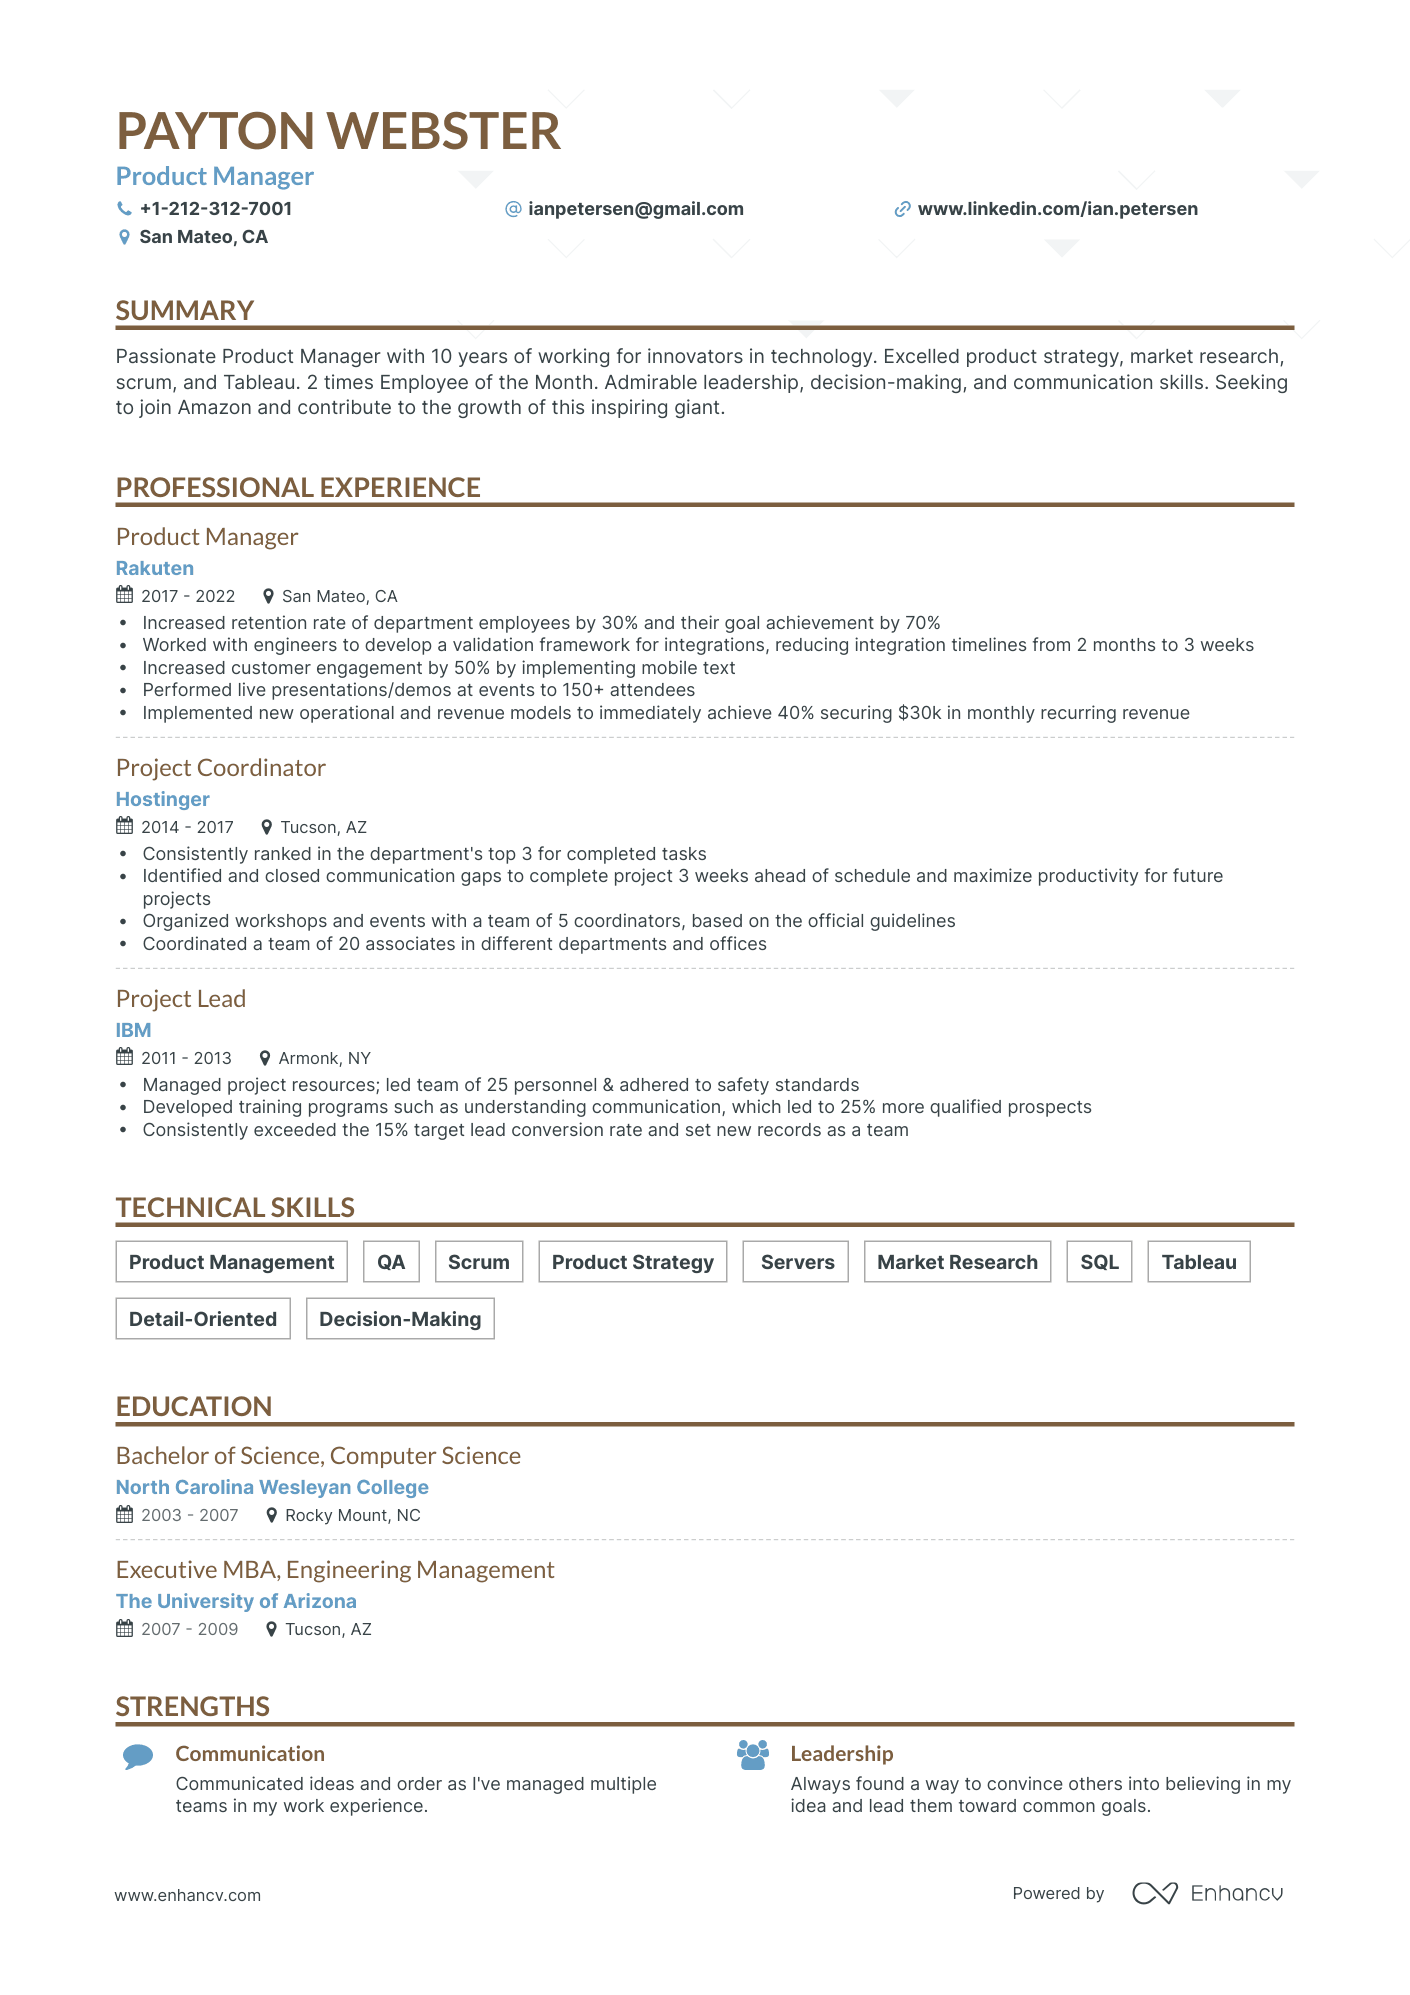 PAYTON WEBSTER
Product Manager
+1-212-312-7001 ianpetersen@gmail.com www.linkedin.com/ian.petersen
San Mateo, CA
SUMMARY
Passionate Product Manager with 10 years of working for innovators in technology. Excelled product strategy, market research,
scrum, and Tableau. 2 times Employee of the Month. Admirable leadership, decision-making, and communication skills. Seeking
to join Amazon and contribute to the growth of this inspiring giant.
PROFESSIONAL EXPERIENCE
Product Manager
Rakuten
2017 - 2022 San Mateo, CA
• Increased retention rate of department employees by 30% and their goal achievement by 70%
• Worked with engineers to develop a validation framework for integrations, reducing integration timelines from 2 months to 3 weeks
• Increased customer engagement by 50% by implementing mobile text
• Performed live presentations/demos at events to 150+ attendees
• Implemented new operational and revenue models to immediately achieve 40% securing $30k in monthly recurring revenue
Project Coordinator
Hostinger
2014 - 2017 Tucson, AZ
• Consistently ranked in the department's top 3 for completed tasks
• Identified and closed communication gaps to complete project 3 weeks ahead of schedule and maximize productivity for future
projects
• Organized workshops and events with a team of 5 coordinators, based on the official guidelines
• Coordinated a team of 20 associates in different departments and offices
Project Lead
IBM
2011 - 2013 Armonk, NY
• Managed project resources; led team of 25 personnel & adhered to safety standards
• Developed training programs such as understanding communication, which led to 25% more qualified prospects
• Consistently exceeded the 15% target lead conversion rate and set new records as a team
TECHNICAL SKILLS
Product Management QA Scrum Product Strategy Servers Market Research SQL Tableau
Detail-Oriented Decision-Making
EDUCATION
Bachelor of Science, Computer Science
North Carolina Wesleyan College
2003 - 2007 Rocky Mount, NC
Executive MBA, Engineering Management
The University of Arizona
2007 - 2009 Tucson, AZ
STRENGTHS
Communication
Communicated ideas and order as I've managed multiple
teams in my work experience.
Leadership
Always found a way to convince others into believing in my
idea and lead them toward common goals.
www.enhancv.com Powered by Enhancv